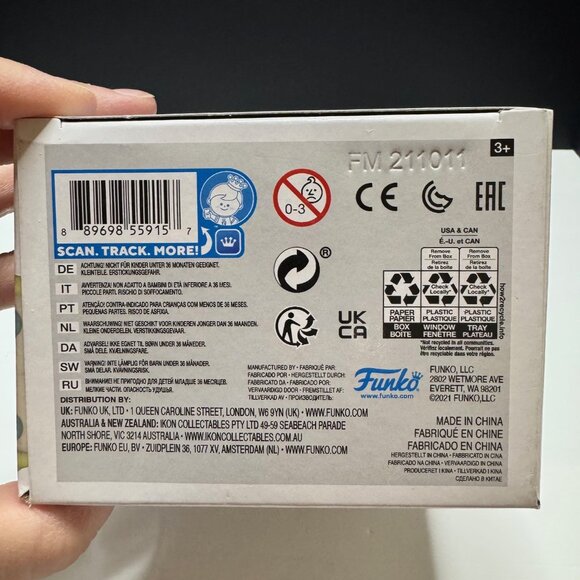 FM 211011
3+
8 89698 55915 7
SCAN. TRACK. MORE!
0-3
CE
EAC
®
UK
CA
USA & CAN
É.-U. et CAN
Remove
From Box
Retirez
de la boîte
Check
Locally*
PAPER
PAPIER
BOX
BOÎTE
Remove
From Box
Retirez
de la boîte
Check
Locally*
PLASTIC
PLASTIQUE
WINDOW
FENÊTRE
PLASTIC
PLASTIQUE
TRAY
PLATEAU
*Not recycled in all communities.
Vérifiez localement. Pas recyclé
dans toutes les communautés.
how2recycle.info
DE ACHTUNG! NICHT FÜR KINDER UNTER 36 MONATEN GEEIGNET.
KLEINTEILE. ERSTICKUNGSGEFAHR.
IT AVVERTENZA! NON ADATTO A BAMBINI DI ETÀ INFERIORE A 36 MESI.
PICCOLE PARTI. RISCHIO DI SOFFOCAMENTO.
PT ATENÇÃO! CONTRA-INDICADO PARA CRIANÇAS COM MENOS DE 36 MESES.
PEQUENAS PARTES. RISCO DE ASFIXIA.
NL WAARSCHUWING! NIET GESCHIKT VOOR KINDEREN JONGER DAN 36 MAANDEN.
KLEINE ONDERDELEN. VERSTIKKINGSGEVAAR.
DA ADVARSEL! IKKE EGNET TIL BØRN UNDER 36 MÅNEDER.
SMÅ DELE. KVÆLNINGSFARE.
SW VARNING! INTE LÄMPLIG FÖR BARN UNDER 36 MÅNADER.
SMÅ DELAR. KVÄVNINGSRISK.
RU ВНИМАНИЕ! НЕ ПРИГОДНО ДЛЯ ДЕТЕЙ МЛАДШЕ 36 МЕСЯЦЕВ.
МЕЛКИЕ ЧАСТИ. ОПАСНОСТЬ УДУШЬЯ.
MANUFACTURED BY • FABRIQUÉ PAR:
FABRICADO POR • HERGESTELLT DURCH:
FABBRICATO DA • FABRICADO POR:
VERVAARDIGD DOOR • FREMSTILLET AF:
TILLVERKAD AV • ПРОИЗВОДИТЕЛЬ:
Funko®
www.funko.com
FUNKO, LLC
2802 WETMORE AVE
EVERETT, WA 98201
©2021 FUNKO,LLC
DISTRIBUTION BY:
UK: FUNKO UK, LTD • 1 QUEEN CAROLINE STREET, LONDON, W6 9YN (UK) • WWW.FUNKO.COM
AUSTRALIA & NEW ZEALAND: IKON COLLECTABLES PTY LTD 49-59 SEABEACH PARADE
NORTH SHORE, VIC 3214 AUSTRALIA • WWW.IKONCOLLECTABLES.COM.AU
EUROPE: FUNKO EU, BV • ZUIDPLEIN 36, 1077 XV, AMSTERDAM (NL) • WWW.FUNKO.COM
MADE IN CHINA
FABRIQUÉ EN CHINE
FABRICADO EN CHINA
HERGESTELLT IN CHINA • FABBRICATO IN CINA
FABRICADO NA CHINA • VERVAARDIGD IN CHINA
PRODUCERET I KINA • TILLVERKAD I KINA
СДЕЛАНО В КИТАЕ